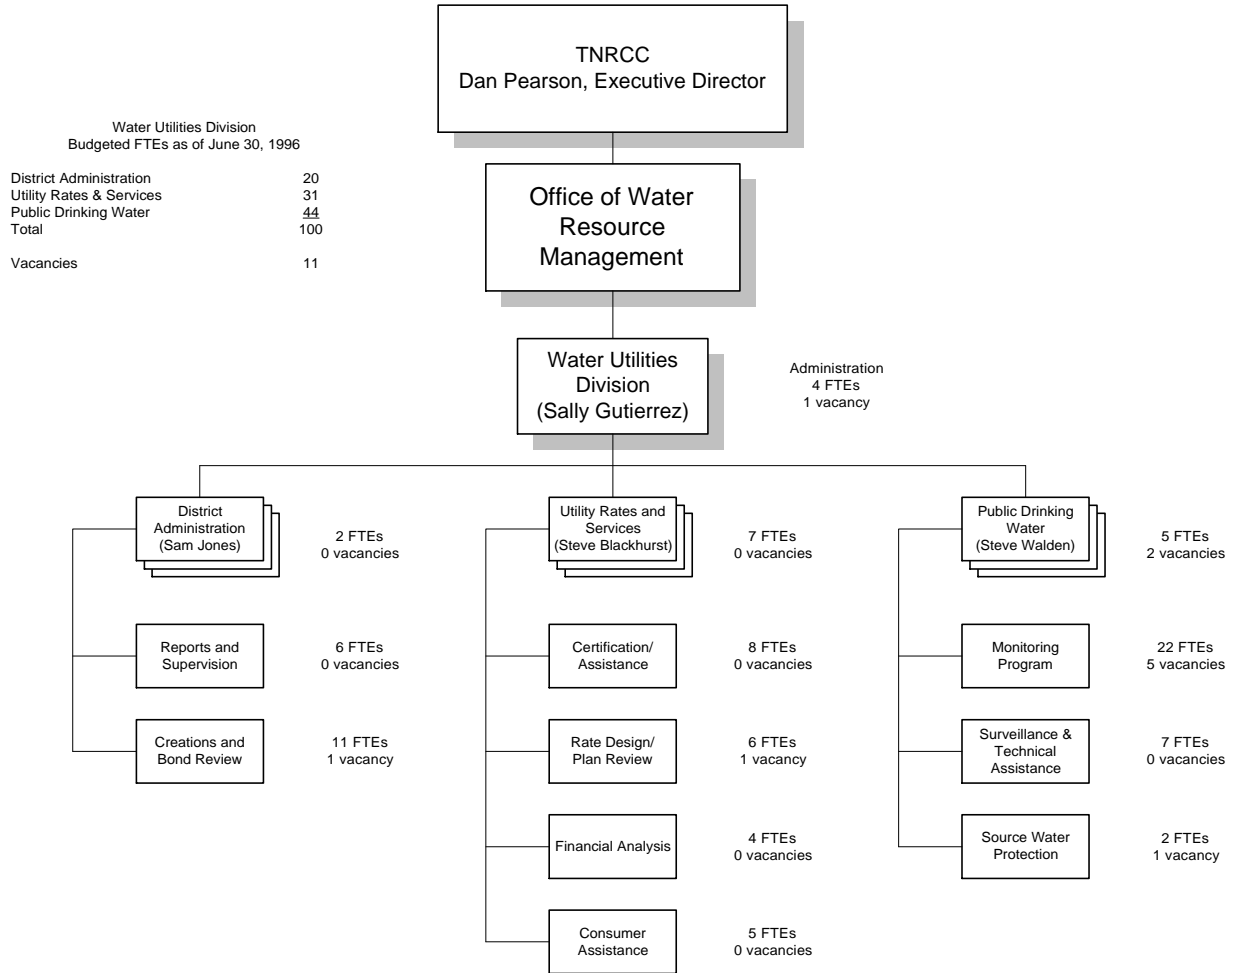 TNRCC
Dan Pearson, Executive Director
Water Utilities Division
Budgeted FTEs as of June 30, 1996
District Administration 20
Utility Rates & Services 31
Public Drinking Water 44
Total 100
Vacancies 11
Office of Water
Resource
Management
Water Utilities
Division
(Sally Gutierrez)
Administration
4 FTEs
1 vacancy
District
Administration
(Sam Jones)
2 FTEs
0 vacancies
Reports and
Supervision
6 FTEs
0 vacancies
Creations and
Bond Review
11 FTEs
1 vacancy
Utility Rates and
Services
(Steve Blackhurst)
7 FTEs
0 vacancies
Certification/
Assistance
8 FTEs
0 vacancies
Rate Design/
Plan Review
6 FTEs
1 vacancy
Financial Analysis
4 FTEs
0 vacancies
Consumer
Assistance
5 FTEs
0 vacancies
Public Drinking
Water
(Steve Walden)
5 FTEs
2 vacancies
Monitoring
Program
22 FTEs
5 vacancies
Surveillance &
Technical
Assistance
7 FTEs
0 vacancies
Source Water
Protection
2 FTEs
1 vacancy